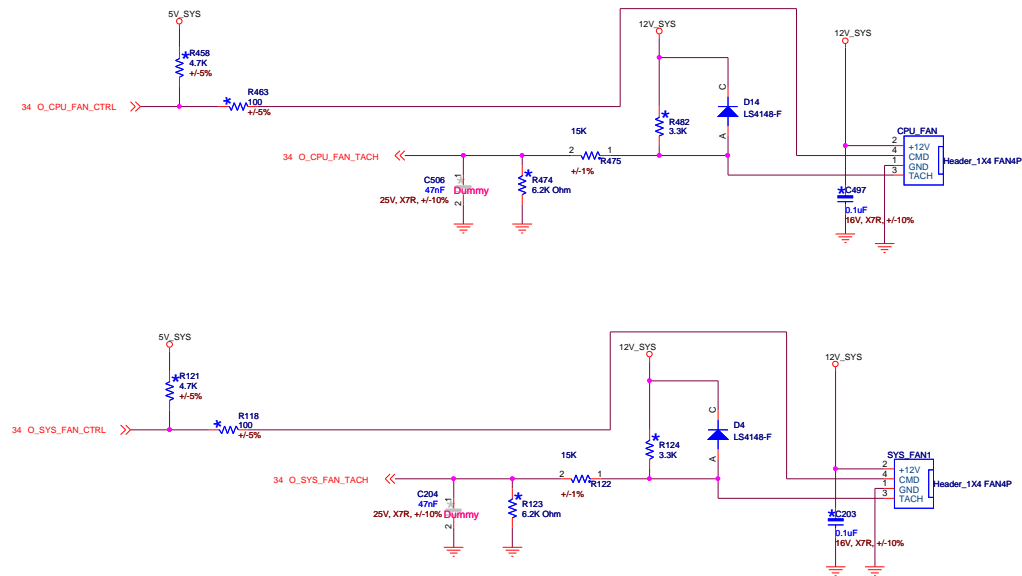 5V_SYS
*R458
4.7K
+/-5%
34 O_CPU_FAN_CTRL
*
R463
100
+/-5%
12V_SYS
12V_SYS
C
D14
LS4148-F
A
*
R482
3.3K
34 O_CPU_FAN_TACH
15K
2
1
R475
+/-1%
C506
47nF
25V, X7R, +/-10%
1
2
Dummy
*
R474
6.2K Ohm
CPU_FAN
2
+12V
4
CMD
1
GND
3
TACH
Header_1X4 FAN4P
*C497
0.1uF
16V, X7R, +/-10%
5V_SYS
*R121
4.7K
+/-5%
34 O_SYS_FAN_CTRL
*
R118
100
+/-5%
12V_SYS
12V_SYS
C
D4
LS4148-F
A
*
R124
3.3K
34 O_SYS_FAN_TACH
15K
2
1
R122
+/-1%
C204
47nF
25V, X7R, +/-10%
1
2
Dummy
*
R123
6.2K Ohm
SYS_FAN1
2
+12V
4
CMD
1
GND
3
TACH
Header_1X4 FAN4P
*C203
0.1uF
16V, X7R, +/-10%